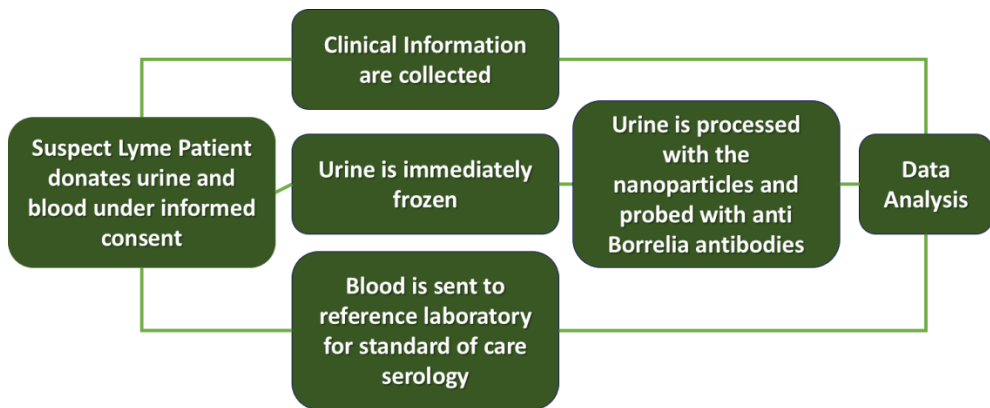 Clinical Information
are collected
Suspect Lyme Patient
donates urine and
blood under informed
consent
Urine is immediately
frozen
Urine is processed
with the
nanoparticles and
probed with anti
Borrelia antibodies
Data
Analysis
Blood is sent to
reference laboratory
for standard of care
serology